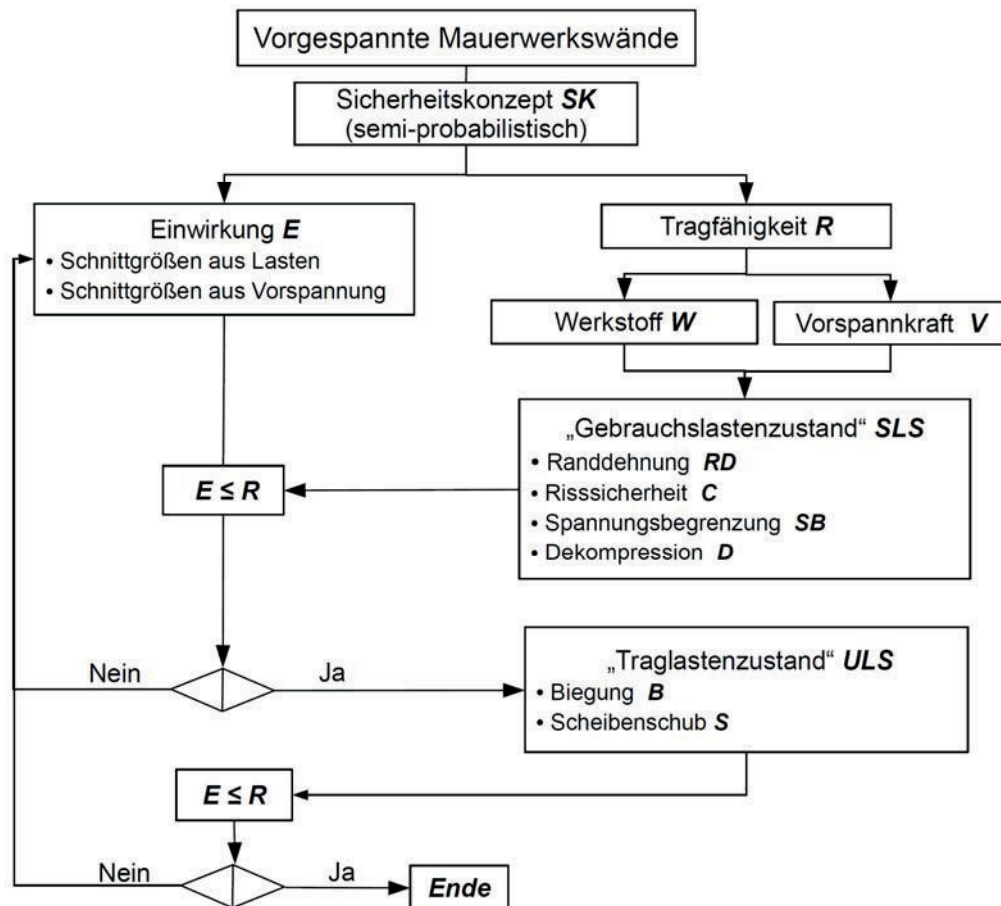 Vorgespannte Mauerwerkswände
Sicherheitskonzept SK
(semi-probabilistisch)
Einwirkung E
• Schnittgrößen aus Lasten
• Schnittgrößen aus Vorspannung
Tragfähigkeit R
Werkstoff W
Vorspannkraft V
„Gebrauchslastenzustand“ SLS
• Randdehnung RD
• Risssicherheit C
• Spannungsbegrenzung SB
• Dekompression D
E ≤ R
Nein
Ja
„Traglastenzustand“ ULS
• Biegung B
• Scheibenschub S
E ≤ R
Nein
Ja
Ende